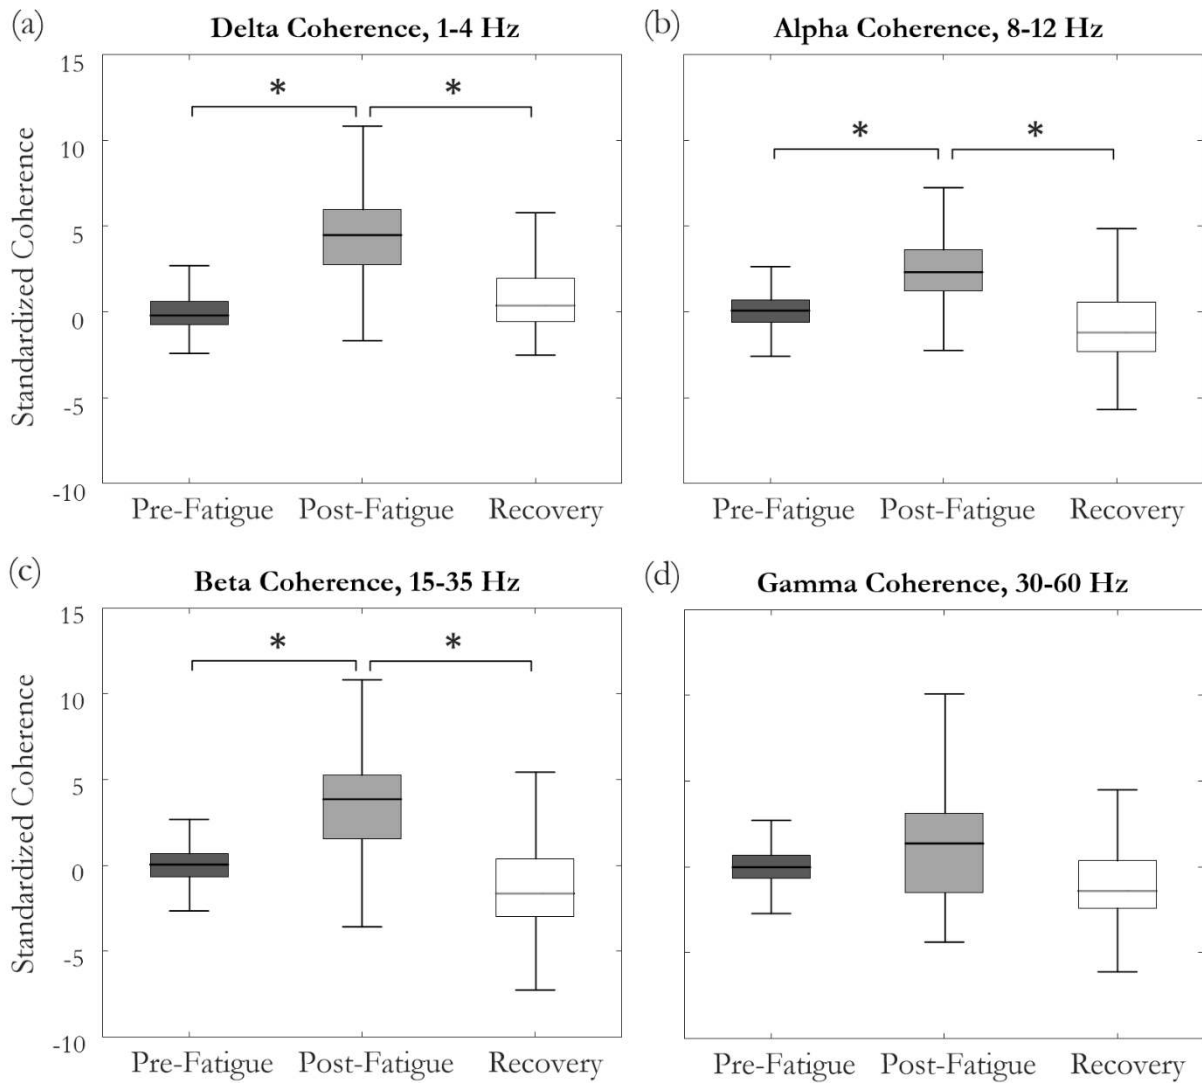 (a) Delta Coherence, 1-4 Hz
(b) Alpha Coherence, 8-12 Hz
15
10
5
0
-5
-10
Standardized Coherence
* *
* *
Pre-Fatigue Post-Fatigue Recovery
Pre-Fatigue Post-Fatigue Recovery
(c) Beta Coherence, 15-35 Hz
(d) Gamma Coherence, 30-60 Hz
15
10
5
0
-5
-10
Standardized Coherence
* *
Pre-Fatigue Post-Fatigue Recovery
Pre-Fatigue Post-Fatigue Recovery